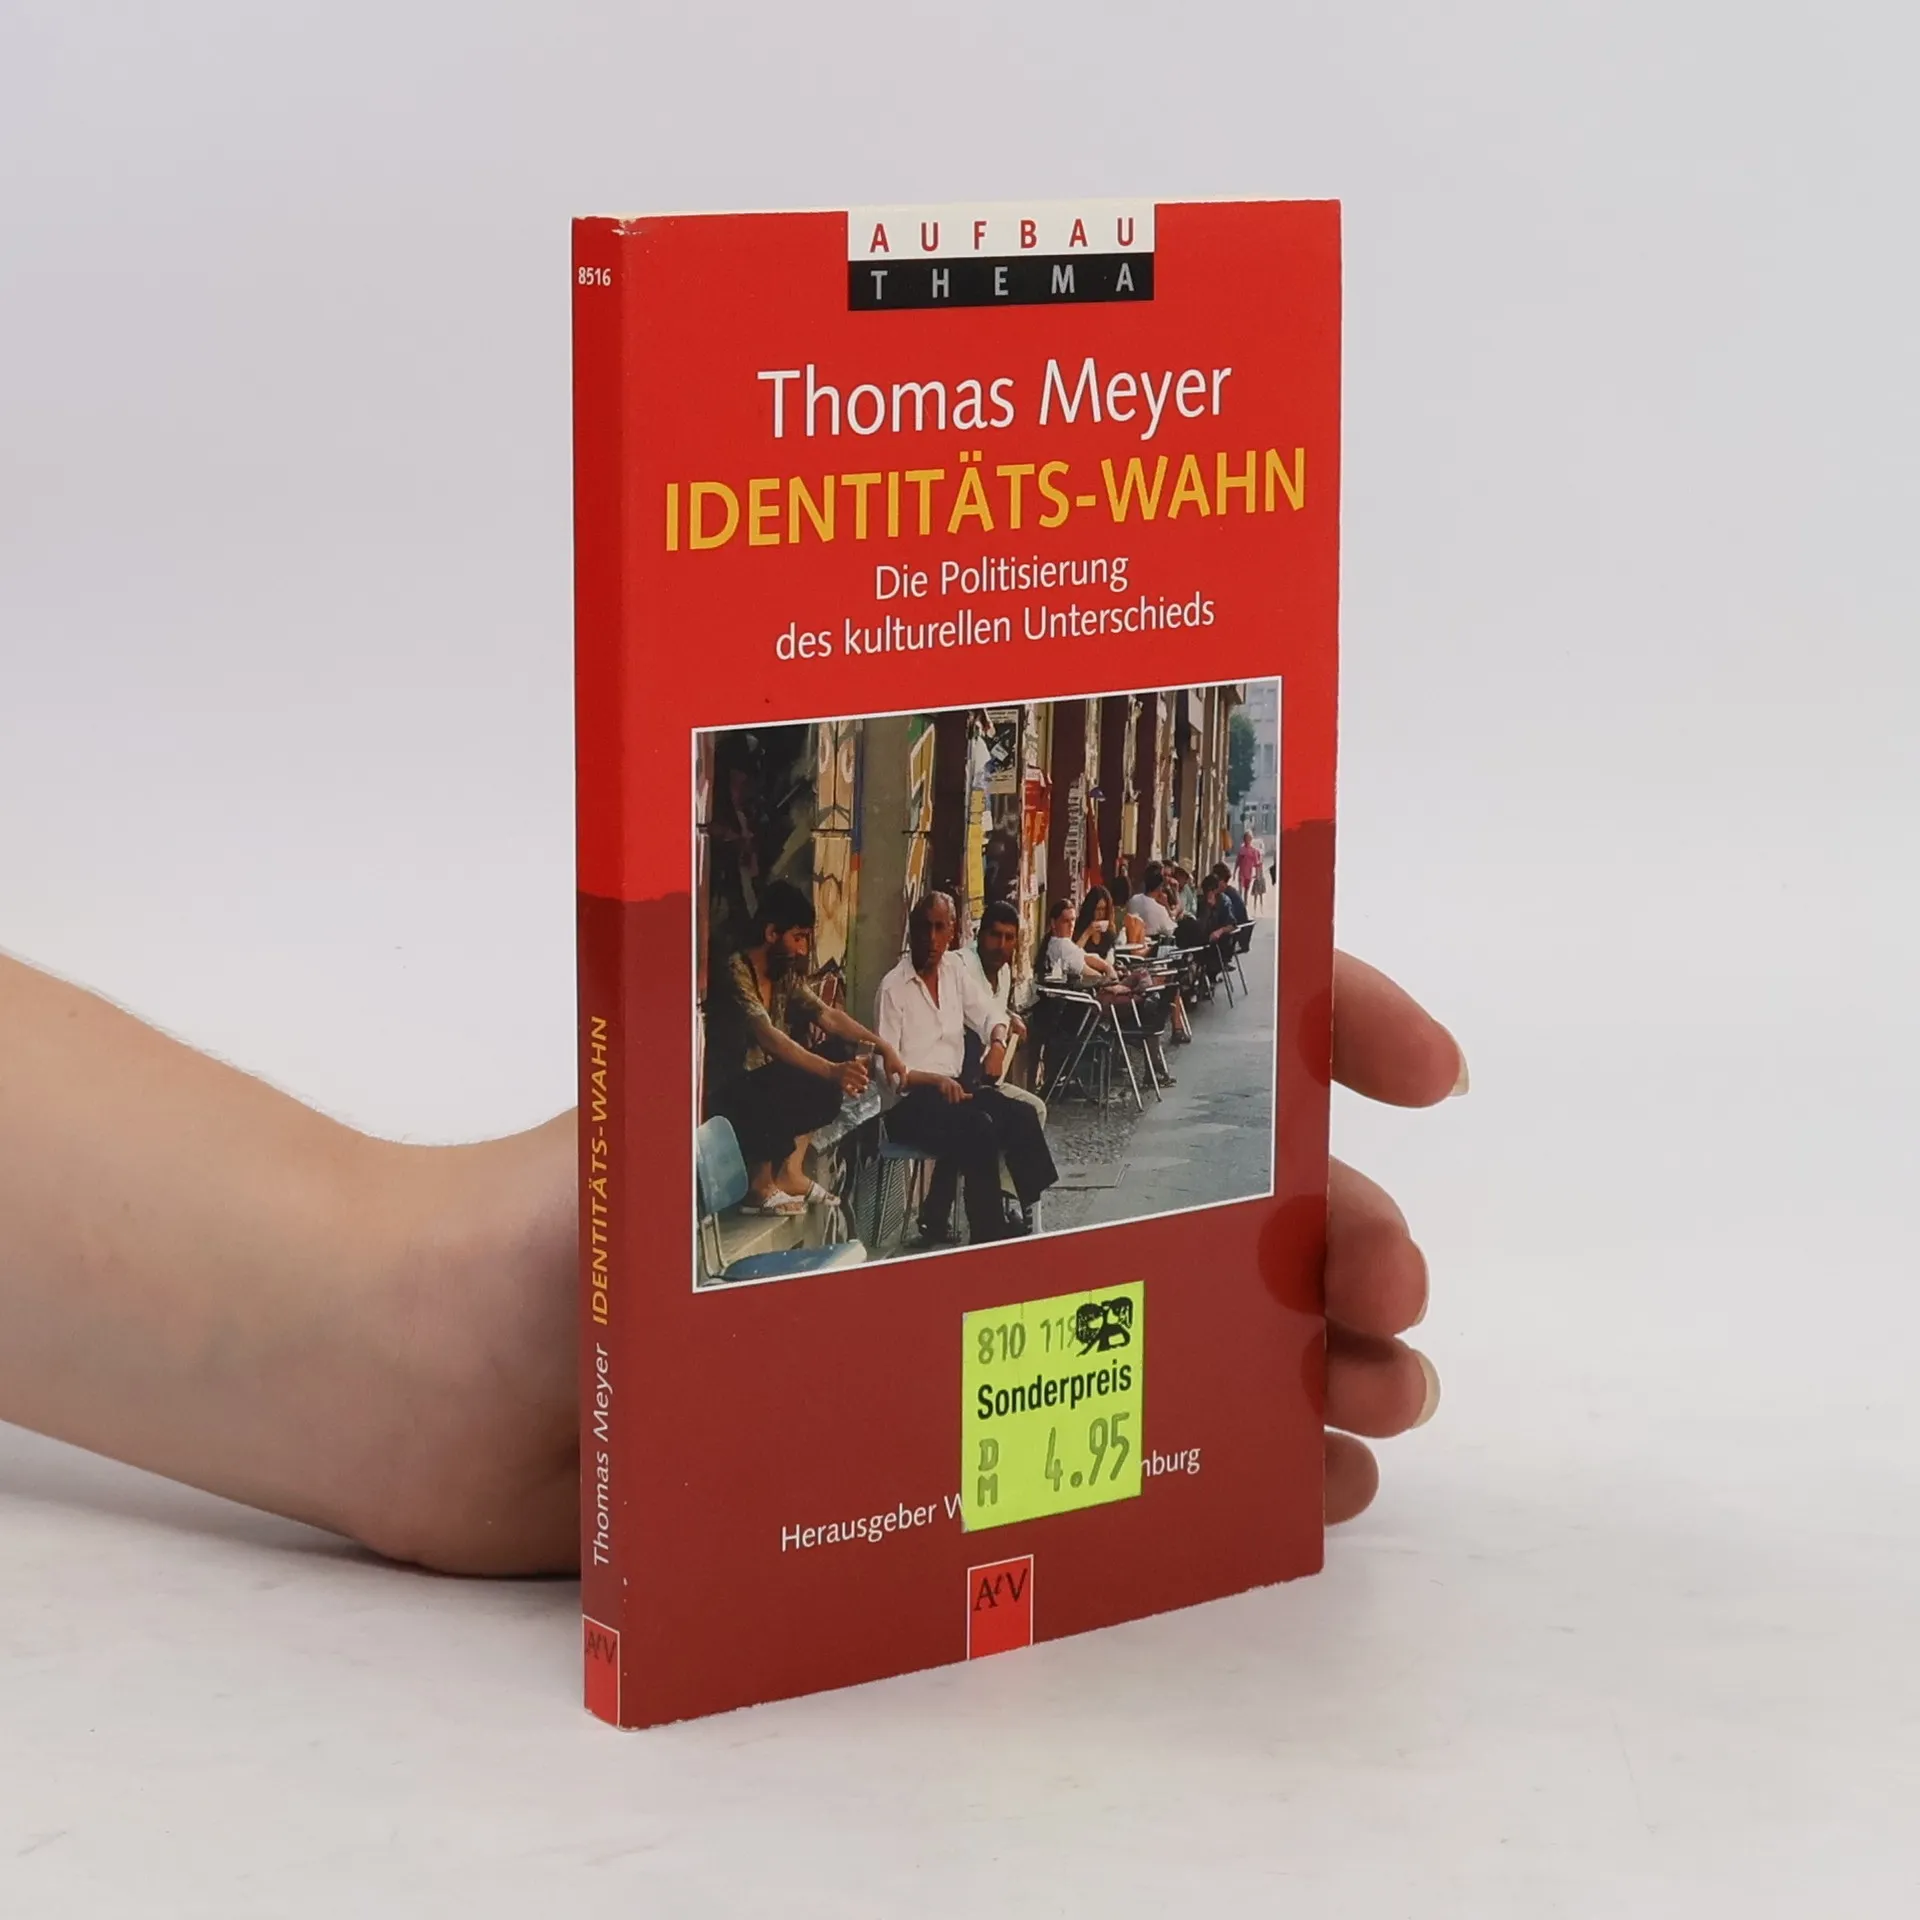 8516
AUFBAU
THEMA
Thomas Meyer
IDENTITÄTS-WAHN
Die Politisierung
des kulturellen Unterschieds
810
Sonderpreis
DM 4.95
Herausgeber
AtV
Thomas Meyer IDENTITÄTS-WAHN
AtV